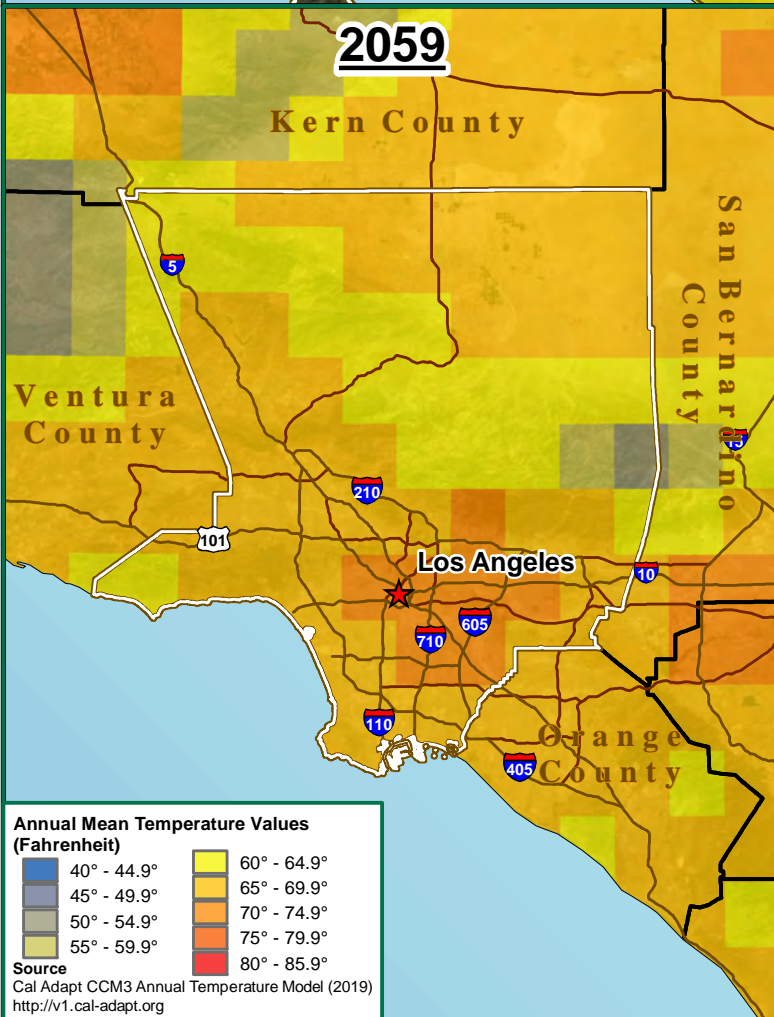 2059
Kern County
San Bernardino
County
5
Ventura
County
15
210
101
Los Angeles
10
605
710
110
Orange
County
405
Annual Mean Temperature Values
(Fahrenheit)
40° - 44.9°
45° - 49.9°
50° - 54.9°
55° - 59.9°
60° - 64.9°
65° - 69.9°
70° - 74.9°
75° - 79.9°
80° - 85.9°
Source
Cal Adapt CCM3 Annual Temperature Model (2019)
http://v1.cal-adapt.org